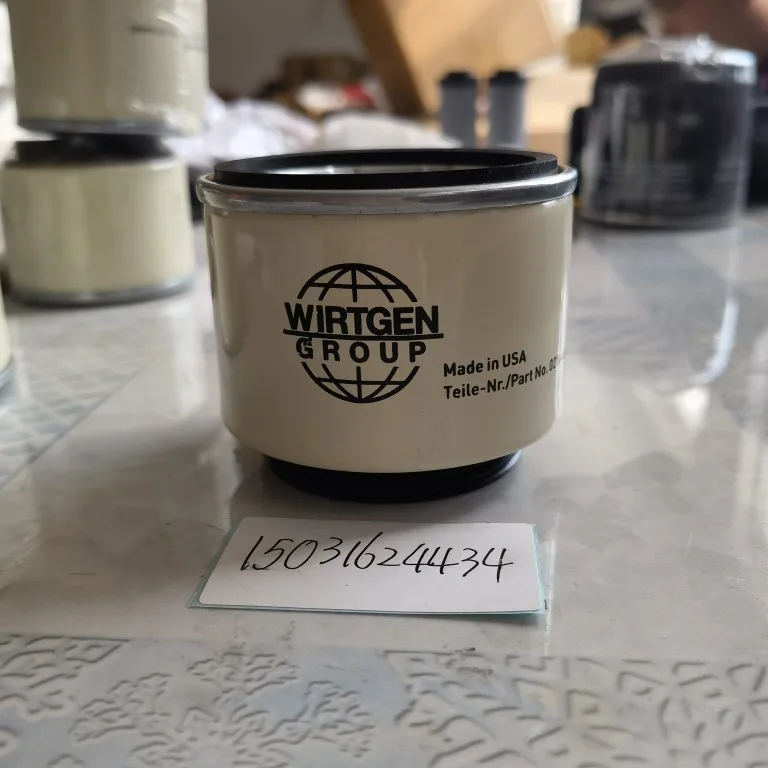 WIRTGEN
GROUP
Made in USA
Teile-Nr./Part No.
15031624434